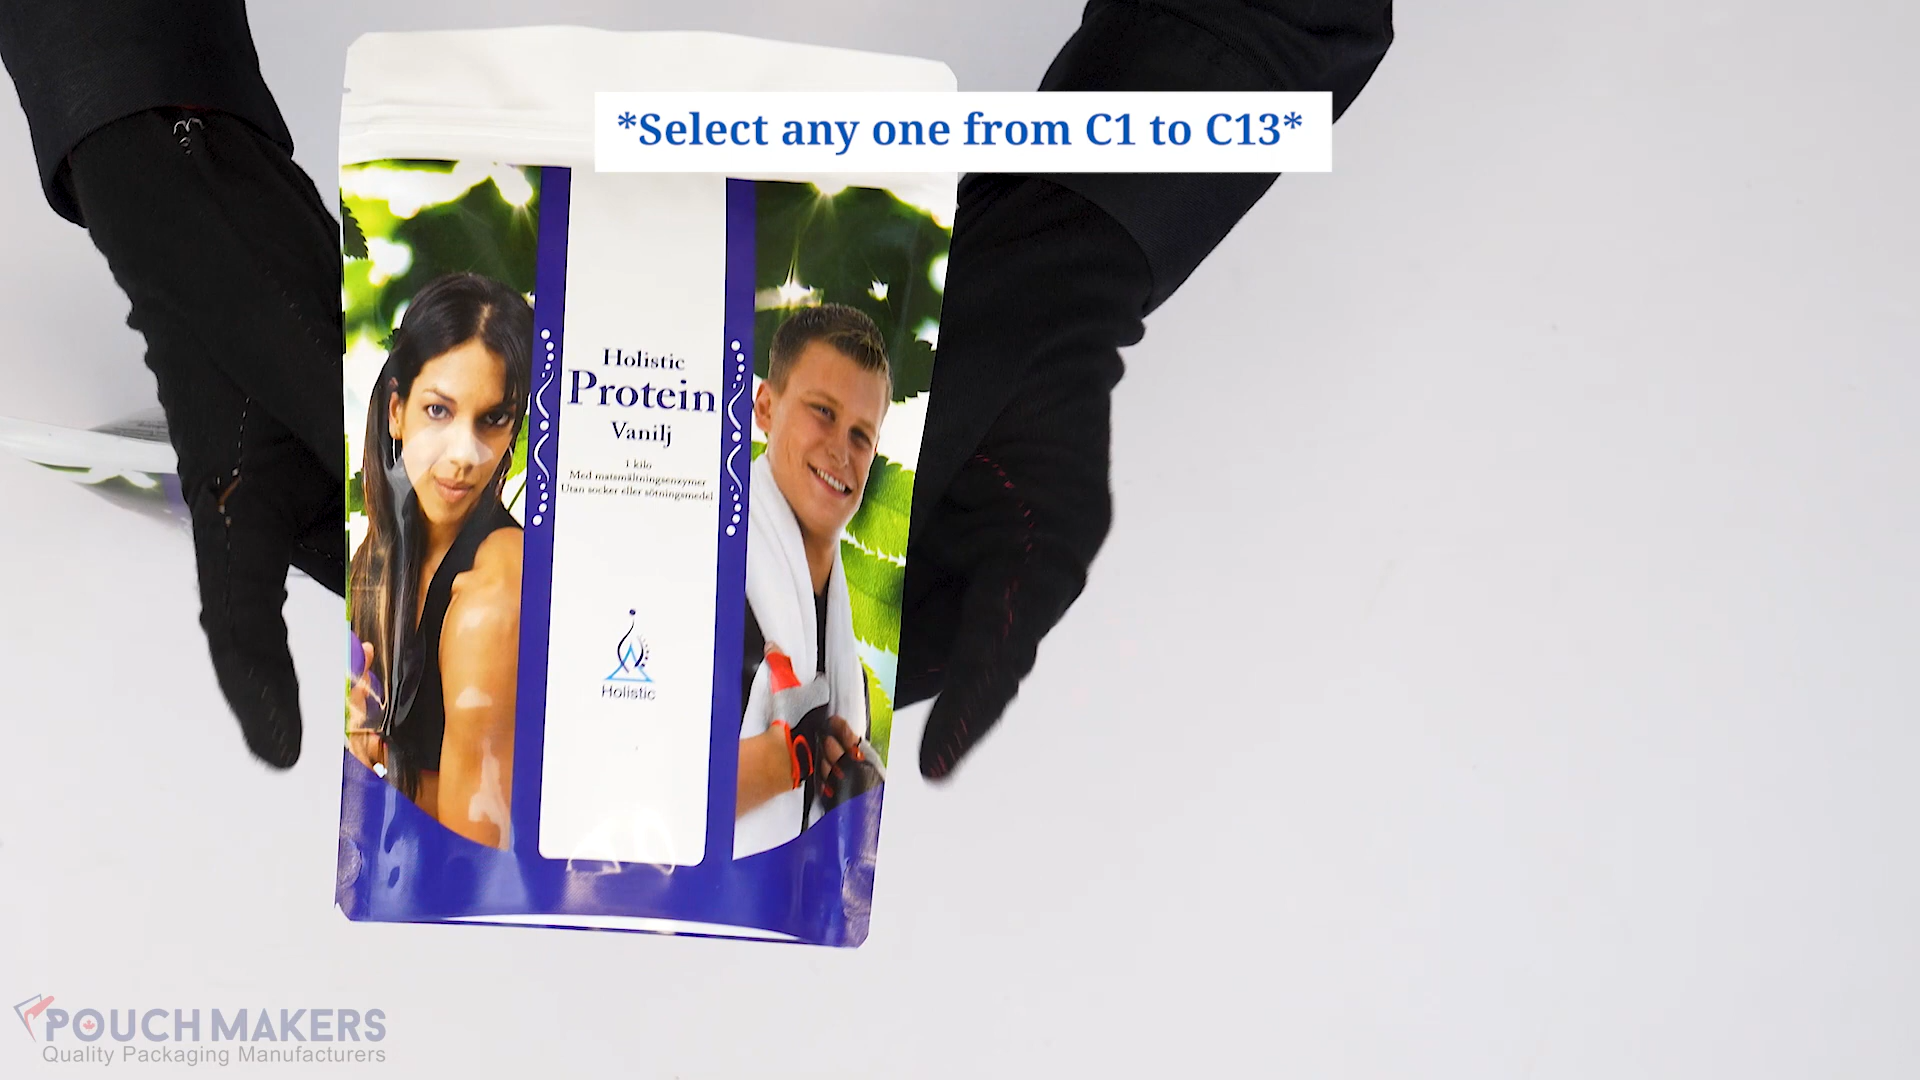 *Select any one from C1 to C13*
Holistic
Protein
Vanilj
1 kilo
Med matsmältningsenzymer
Utan socker eller sötningsmedel
Holistic
POUCH MAKERS
Quality Packaging Manufacturers